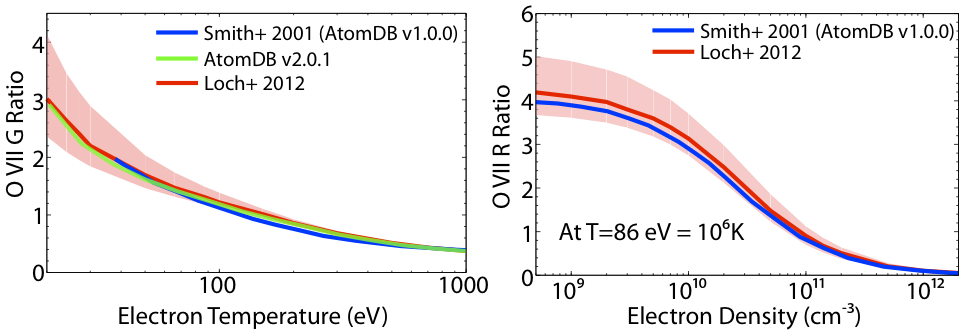 O VII G Ratio
4
3
2
1
0
Smith+ 2001 (AtomDB v1.0.0)
AtomDB v2.0.1
Loch+ 2012
100
1000
Electron Temperature (eV)
O VII R Ratio
6
5
4
3
2
1
0
Smith+ 2001 (AtomDB v1.0.0)
Loch+ 2012
At T=86 eV = 10⁶K
10⁹
10¹⁰
10¹¹
10¹²
Electron Density (cm⁻³)